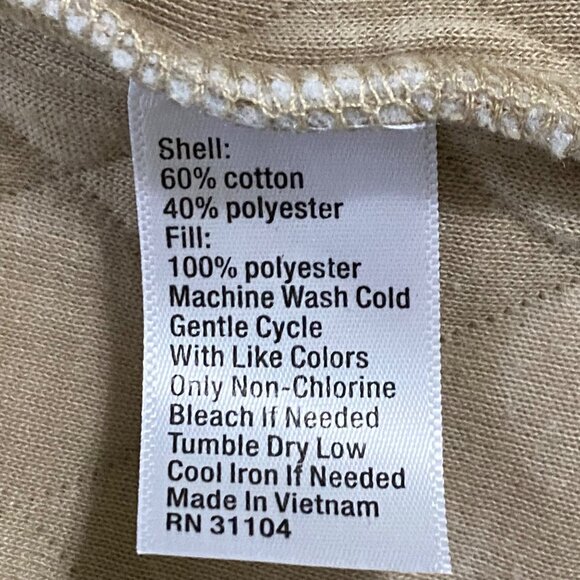 Shell:
60% cotton
40% polyester
Fill:
100% polyester
Machine Wash Cold
Gentle Cycle
With Like Colors
Only Non-Chlorine
Bleach If Needed
Tumble Dry Low
Cool Iron If Needed
Made In Vietnam
RN 31104